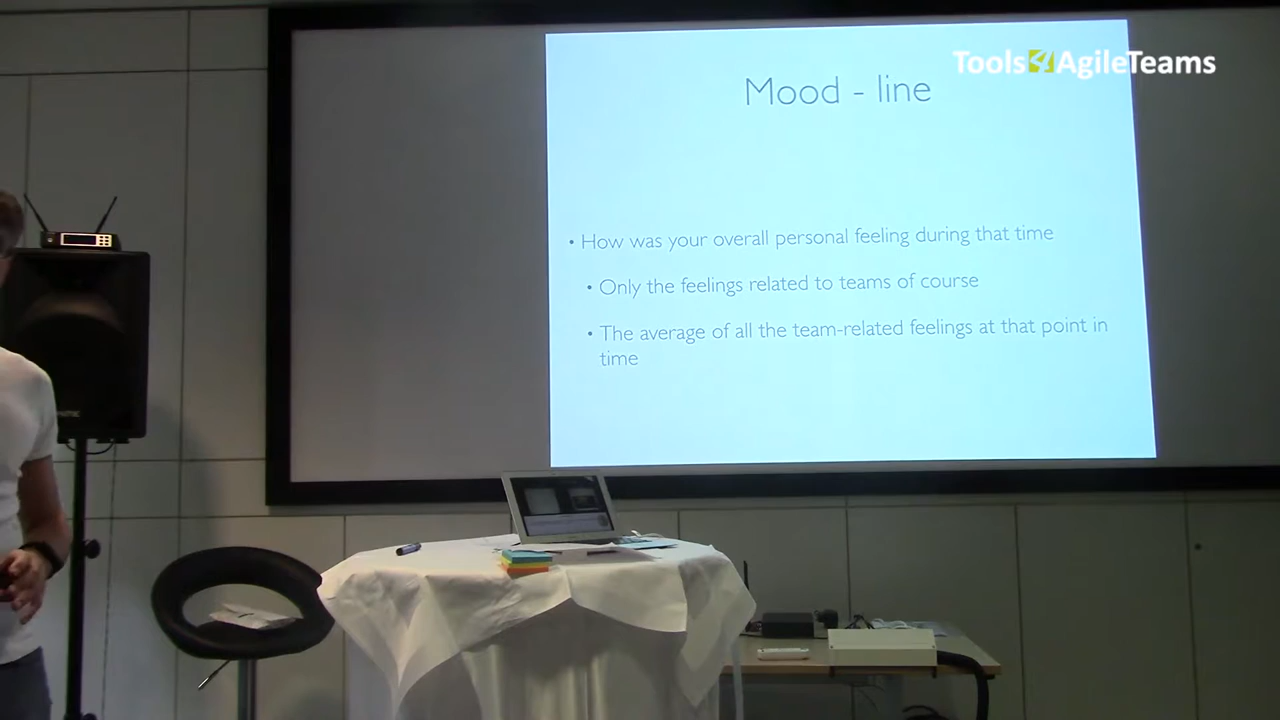 Tools4AgileTeams
Mood - line
• How was your overall personal feeling during that time
• Only the feelings related to teams of course
• The average of all the team-related feelings at that point in
time